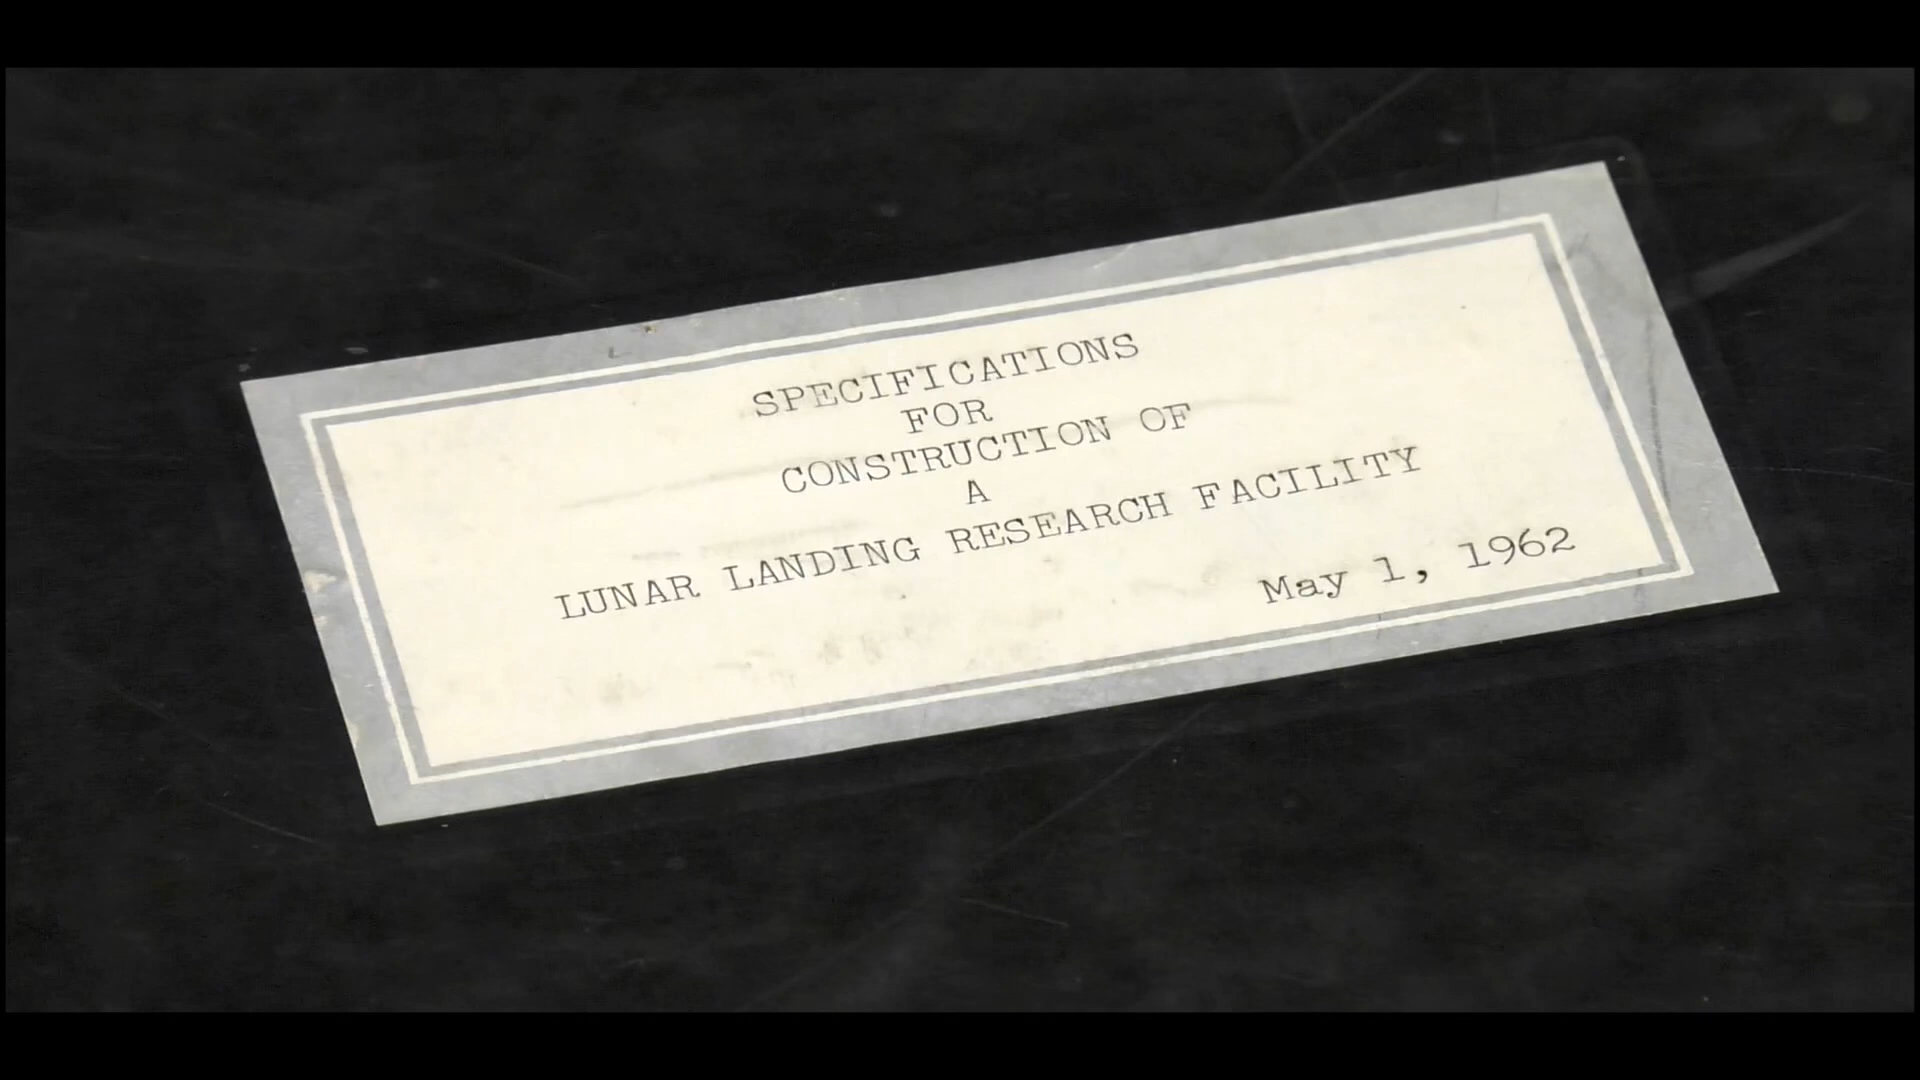 SPECIFICATIONS
FOR
CONSTRUCTION OF
A
LUNAR LANDING RESEARCH FACILITY
May 1, 1962